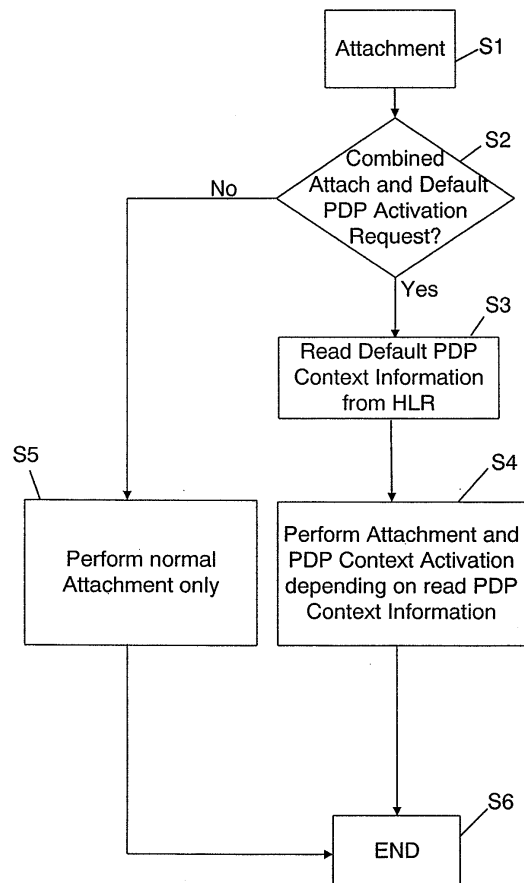 Attachment
S1
S2
Combined
Attach and Default
PDP Activation
Request?
No
Yes
S3
Read Default PDP
Context Information
from HLR
S5
S4
Perform normal
Attachment only
Perform Attachment and
PDP Context Activation
depending on read PDP
Context Information
S6
END